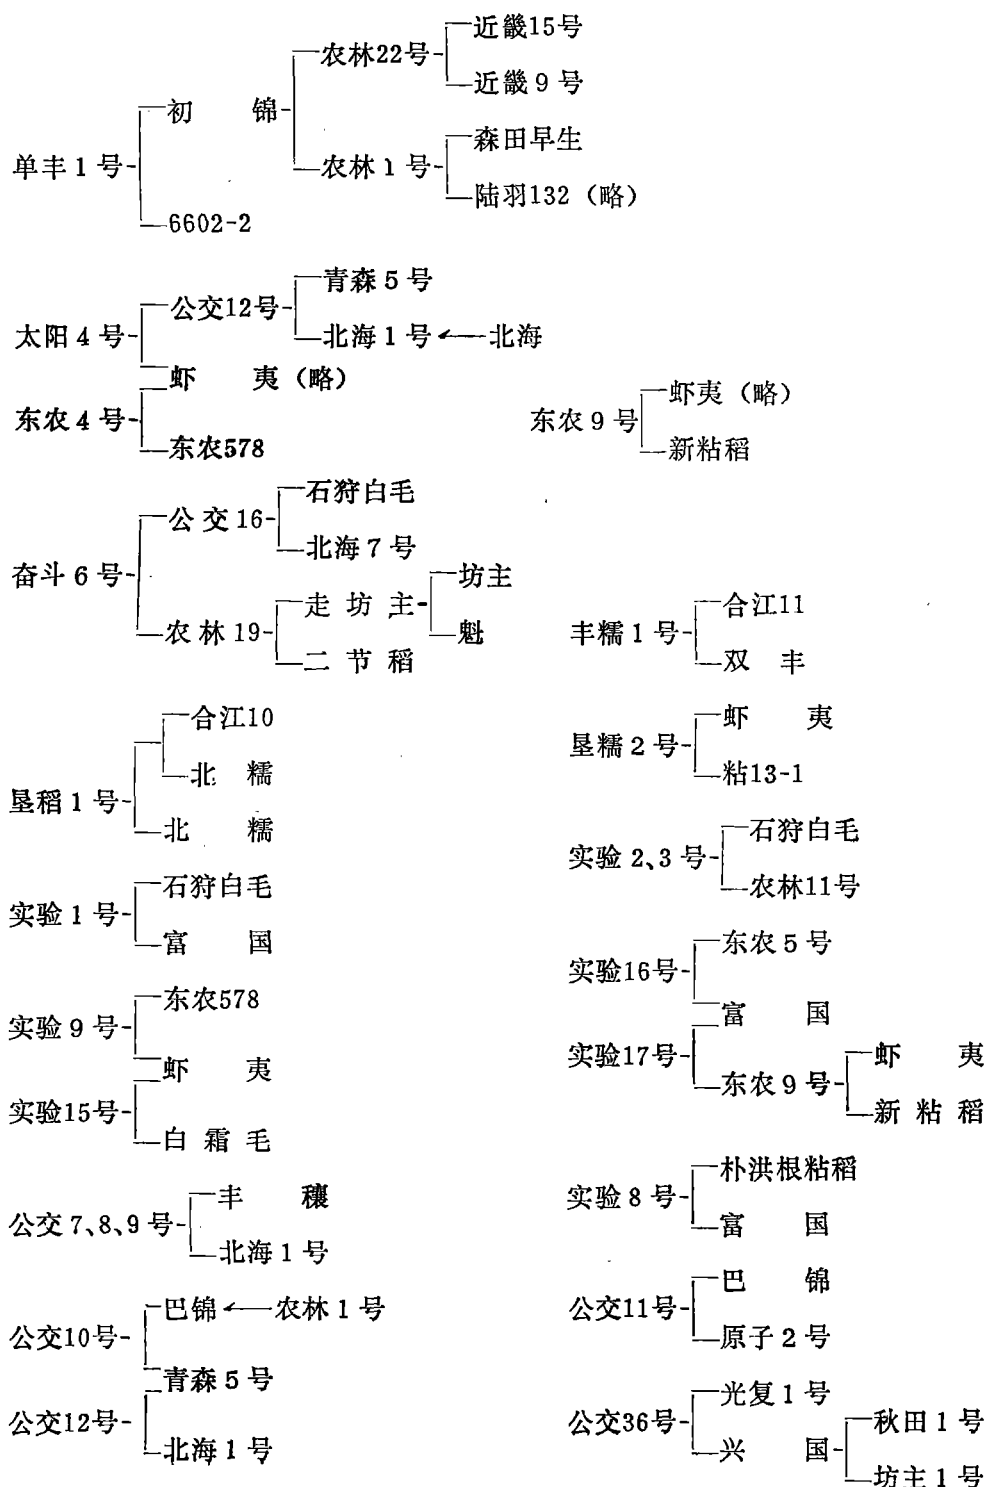 近畿15号
农林22号
近畿9号
初 锦
森田早生
单丰1号
农林1号
陆羽132（略）
6602-2
青森5号
公交12号
太阳4号
北海1号 ← 北海
虾 夷（略）
东农4号
东农578
虾夷（略）
东农9号
新粘稻
石狩白毛
公交16
北海7号
奋斗6号
坊主
走坊主
农林19
魁
二节稻
合江11
丰糯1号
双丰
合江10
北糯
垦稻1号
北糯
虾夷
垦糯2号
粘13-1
石狩白毛
实验2、3号
农林11号
石狩白毛
实验1号
富国
东农5号
实验16号
富国
实验17号
虾夷
东农9号
新粘稻
东农578
实验9号
虾夷
实验15号
白霜毛
朴洪根粘稻
实验8号
富国
丰穰
公交7、8、9号
北海1号
巴锦
公交11号
原子2号
巴锦 ← 农林1号
公交10号
青森5号
公交12号
北海1号
光复1号
公交36号
秋田1号
兴国
坊主1号